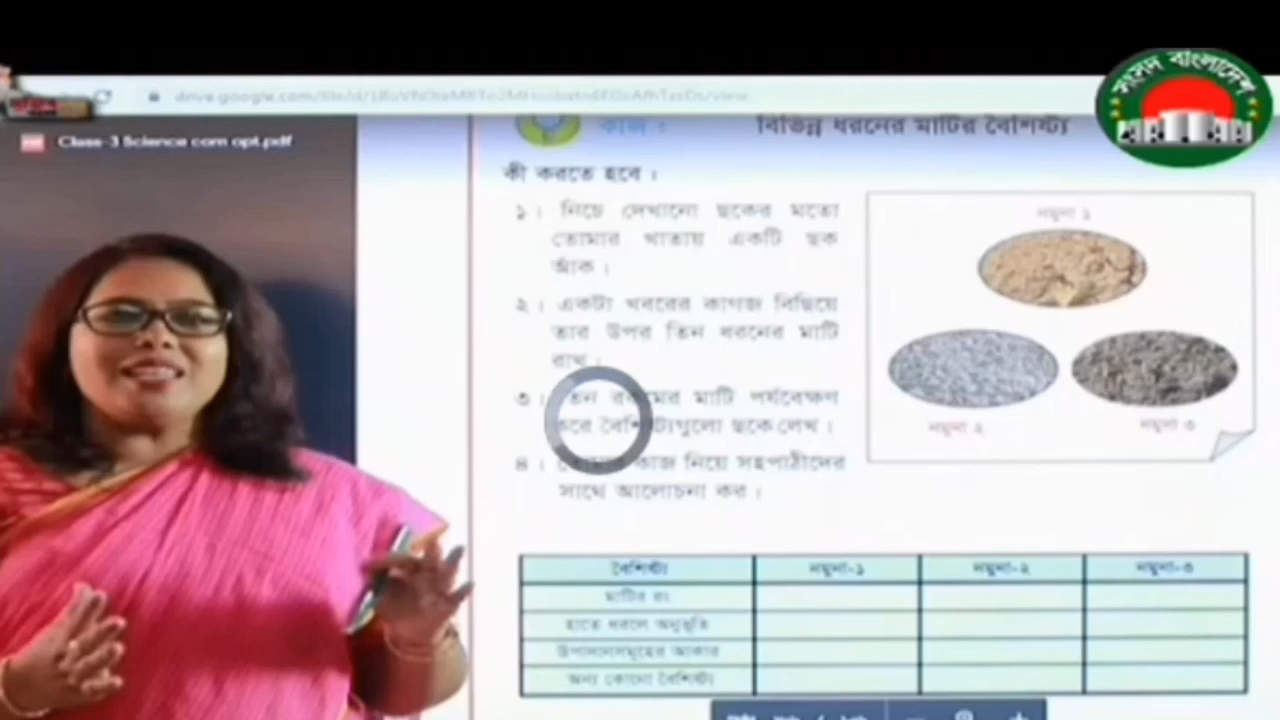 সংসদ বাংলাদেশ
Class-3 Science com opt.pdf
কাজ : বিভিন্ন ধরনের মাটির বৈশিষ্ট্য
কী করতে হবে :
১। নিচে দেখানো ছকের মতো
তোমার খাতায় একটি ছক
আঁক।
২। একটা খবরের কাগজ বিছিয়ে
তার উপর তিন ধরনের মাটি
রাখ।
৩। তিন রকমের মাটি পর্যবেক্ষণ
করে বৈশিষ্ট্যগুলো ছকে লেখ।
৪। তোমার কাজ নিয়ে সহপাঠীদের
সাথে আলোচনা কর।
নমুনা ১
নমুনা ২ নমুনা ৩
বৈশিষ্ট্য নমুনা-১ নমুনা-২ নমুনা-৩
মাটির রং
হাতে ধরলে অনুভূতি
উপাদানসমূহের আকার
অন্য কোনো বৈশিষ্ট্য